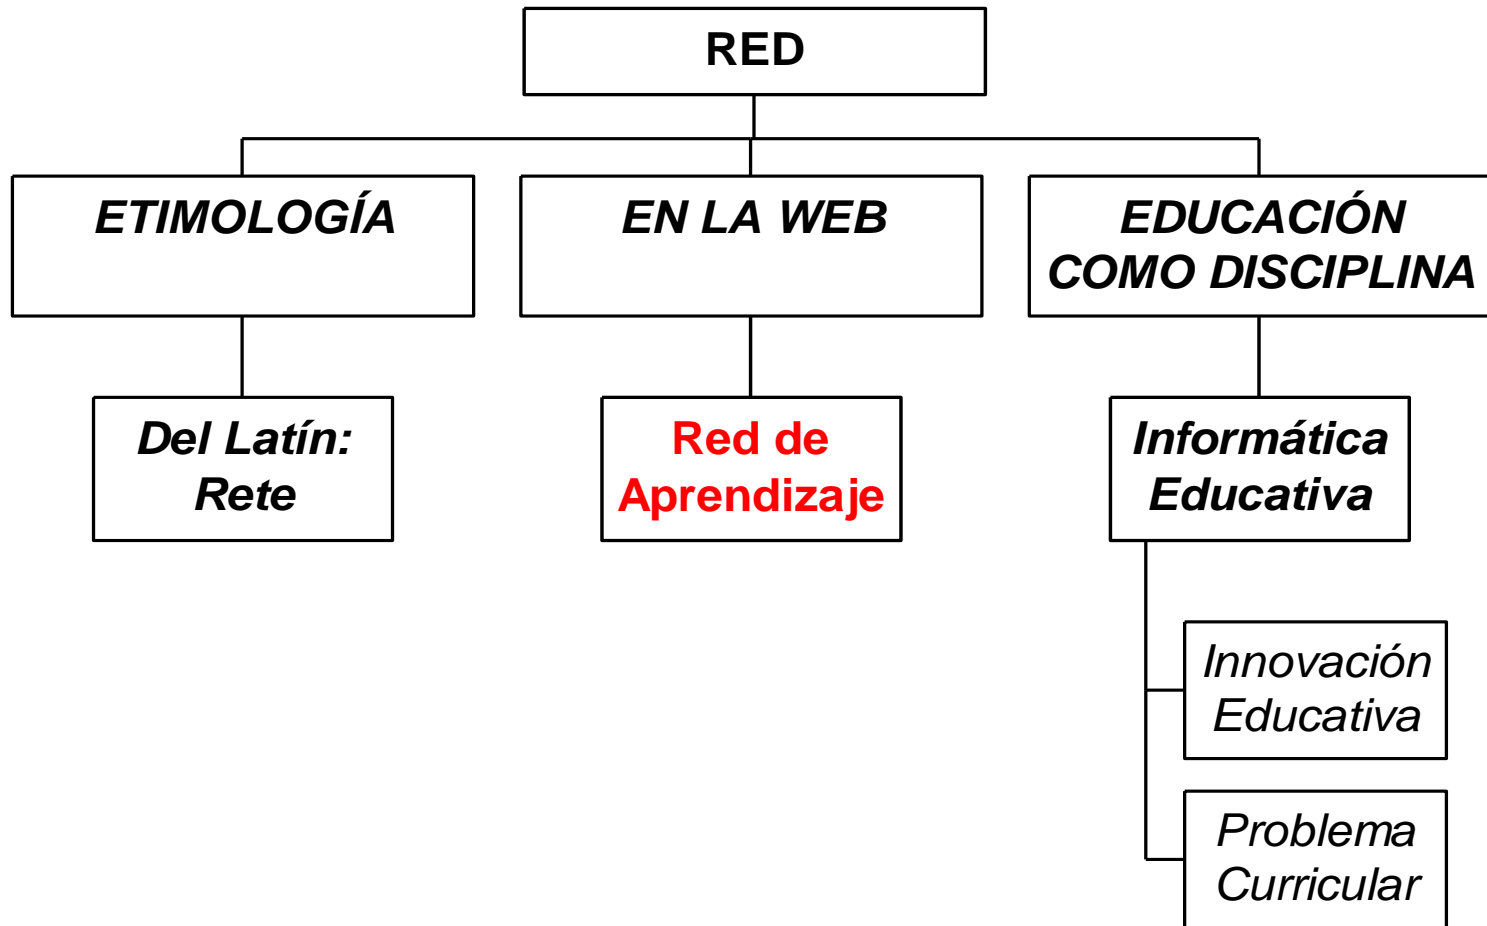 RED
ETIMOLOGÍA
EN LA WEB
EDUCACIÓN
COMO DISCIPLINA
Del Latín:
Rete
Red de
Aprendizaje
Informática
Educativa
Innovación
Educativa
Problema
Curricular